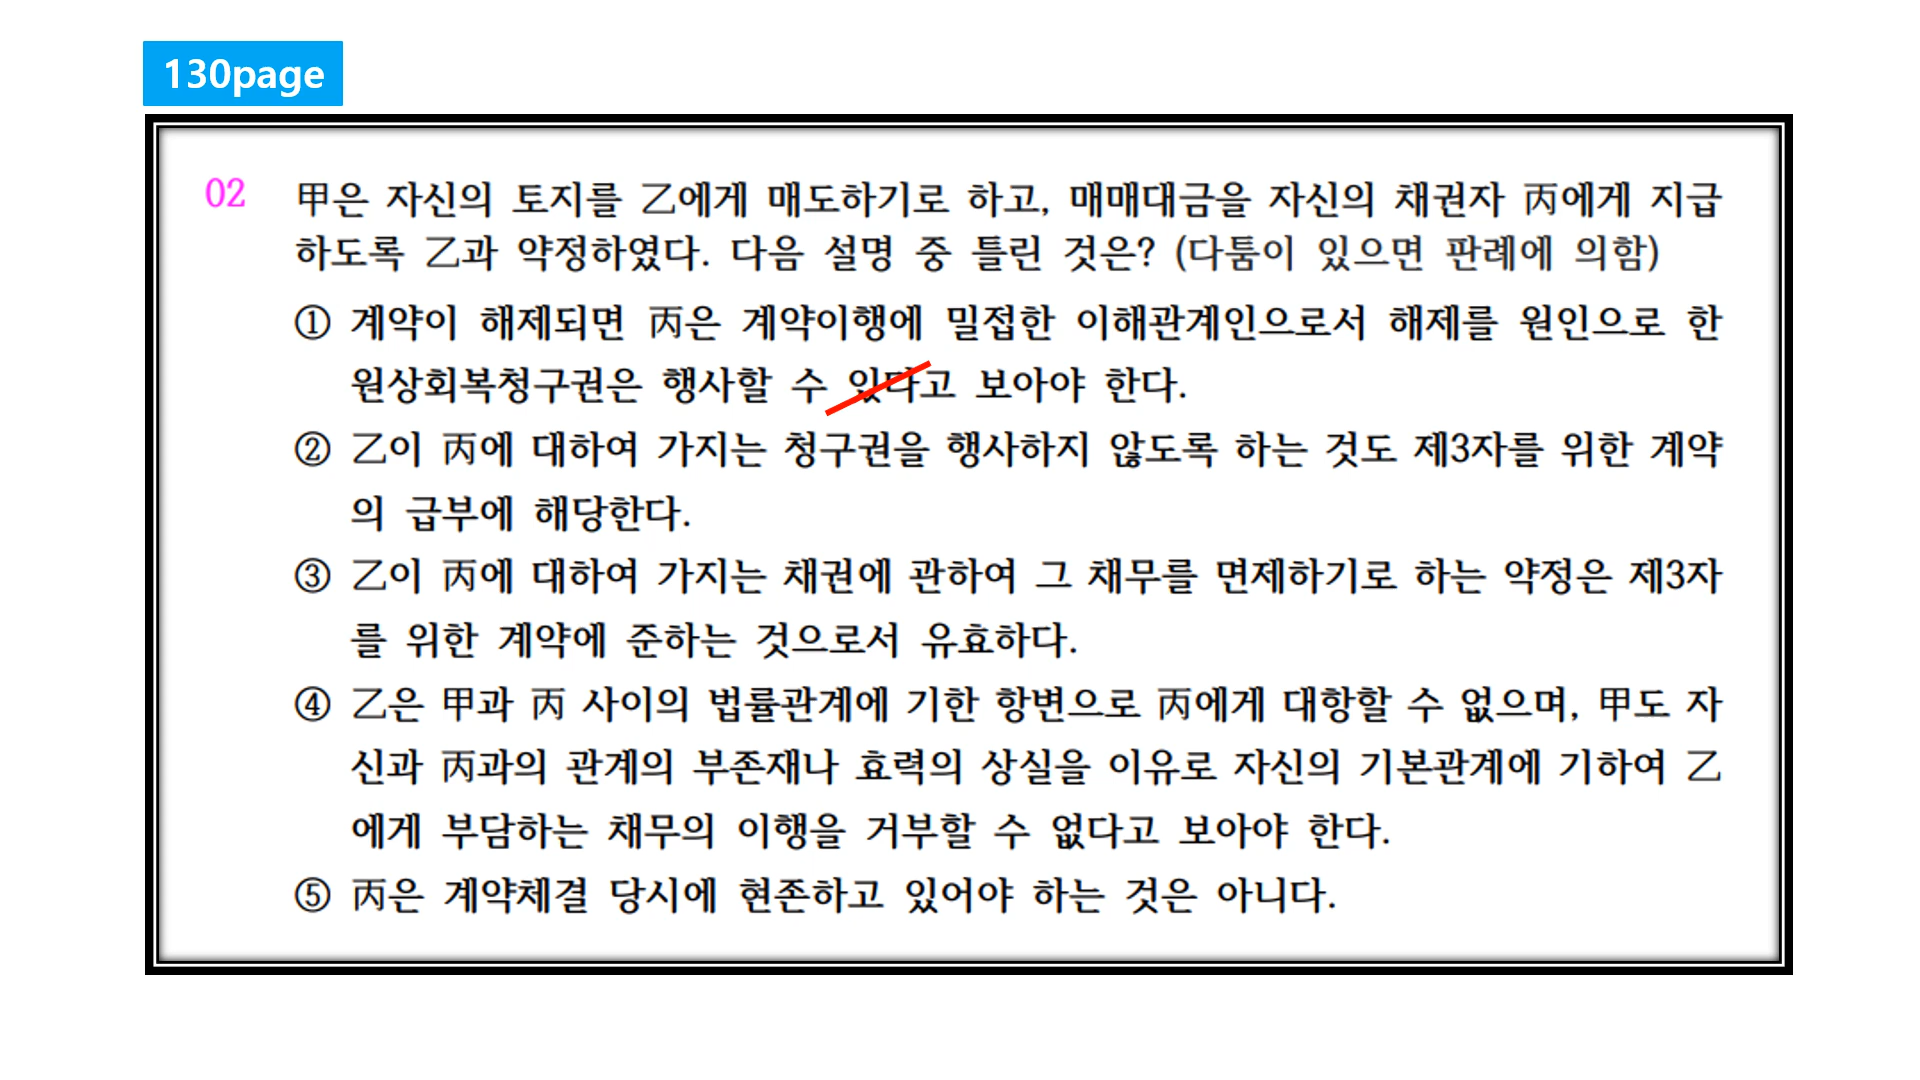 130page
02 甲은 자신의 토지를 乙에게 매도하기로 하고, 매매대금을 자신의 채권자 丙에게 지급
하도록 乙과 약정하였다. 다음 설명 중 틀린 것은? (다툼이 있으면 판례에 의함)
① 계약이 해제되면 丙은 계약이행에 밀접한 이해관계인으로서 해제를 원인으로 한
원상회복청구권은 행사할 수 있다고 보아야 한다.
② 乙이 丙에 대하여 가지는 청구권을 행사하지 않도록 하는 것도 제3자를 위한 계약
의 급부에 해당한다.
③ 乙이 丙에 대하여 가지는 채권에 관하여 그 채무를 면제하기로 하는 약정은 제3자
를 위한 계약에 준하는 것으로서 유효하다.
④ 乙은 甲과 丙 사이의 법률관계에 기한 항변으로 丙에게 대항할 수 없으며, 甲도 자
신과 丙과의 관계의 부존재나 효력의 상실을 이유로 자신의 기본관계에 기하여 乙
에게 부담하는 채무의 이행을 거부할 수 없다고 보아야 한다.
⑤ 丙은 계약체결 당시에 현존하고 있어야 하는 것은 아니다.